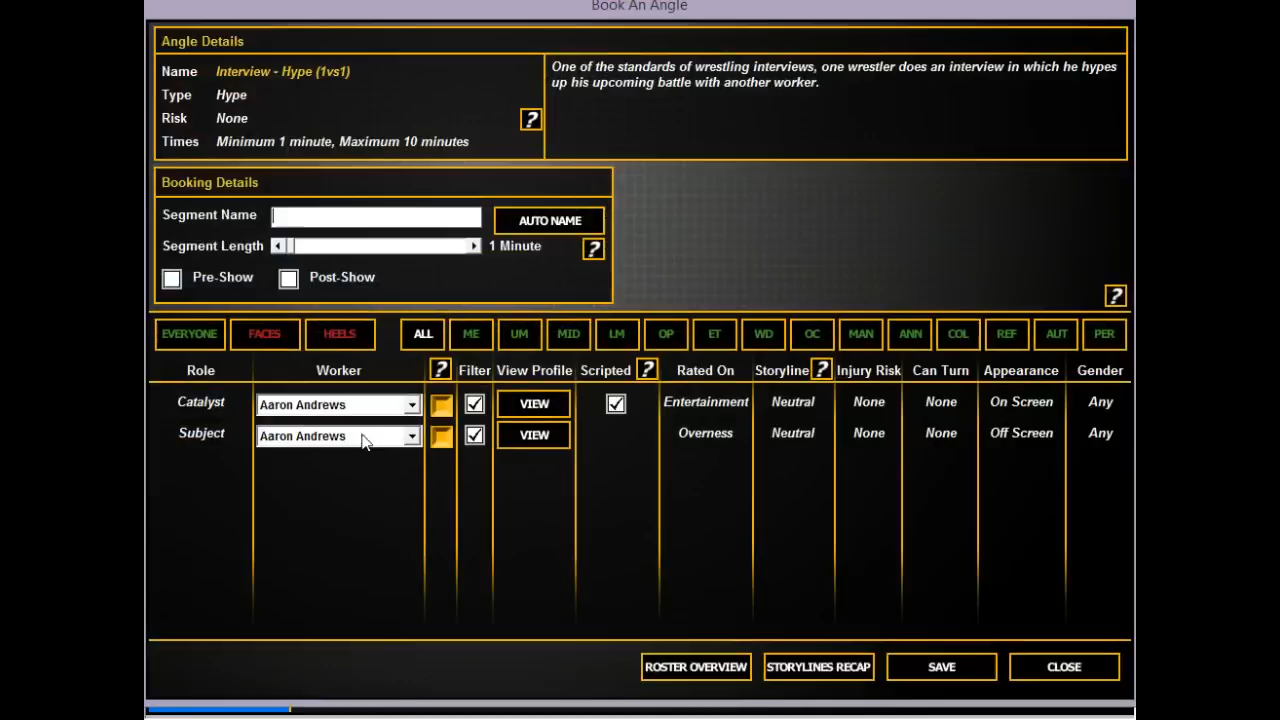 Book An Angle
Angle Details
Name Interview - Hype (1vs1)
Type Hype
Risk None
Times Minimum 1 minute, Maximum 10 minutes
?
One of the standards of wrestling interviews, one wrestler does an interview in which he hypes
up his upcoming battle with another worker.
Booking Details
Segment Name AUTO NAME
Segment Length 1 Minute ?
Pre-Show Post-Show
?
EVERYONE FACES HEELS ALL ME UM MID LM OP ET WD OC MAN ANN COL REF AUT PER
Role Worker ? Filter View Profile Scripted ? Rated On Storyline ? Injury Risk Can Turn Appearance Gender
Catalyst Aaron Andrews VIEW Entertainment Neutral None None On Screen Any
Subject Aaron Andrews VIEW Overness Neutral None None Off Screen Any
ROSTER OVERVIEW STORYLINES RECAP SAVE CLOSE